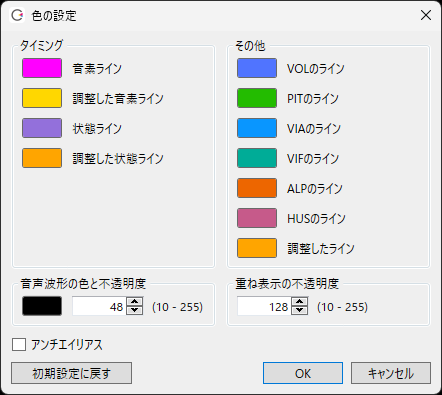 色の設定
タイミング
音素ライン
調整した音素ライン
状態ライン
調整した状態ライン
その他
VOLのライン
PITのライン
VIAのライン
VIFのライン
ALPのライン
HUSのライン
調整したライン
音声波形の色と不透明度
48 (10 - 255)
重ね表示の不透明度
128 (10 - 255)
アンチエイリアス
初期設定に戻す OK キャンセル